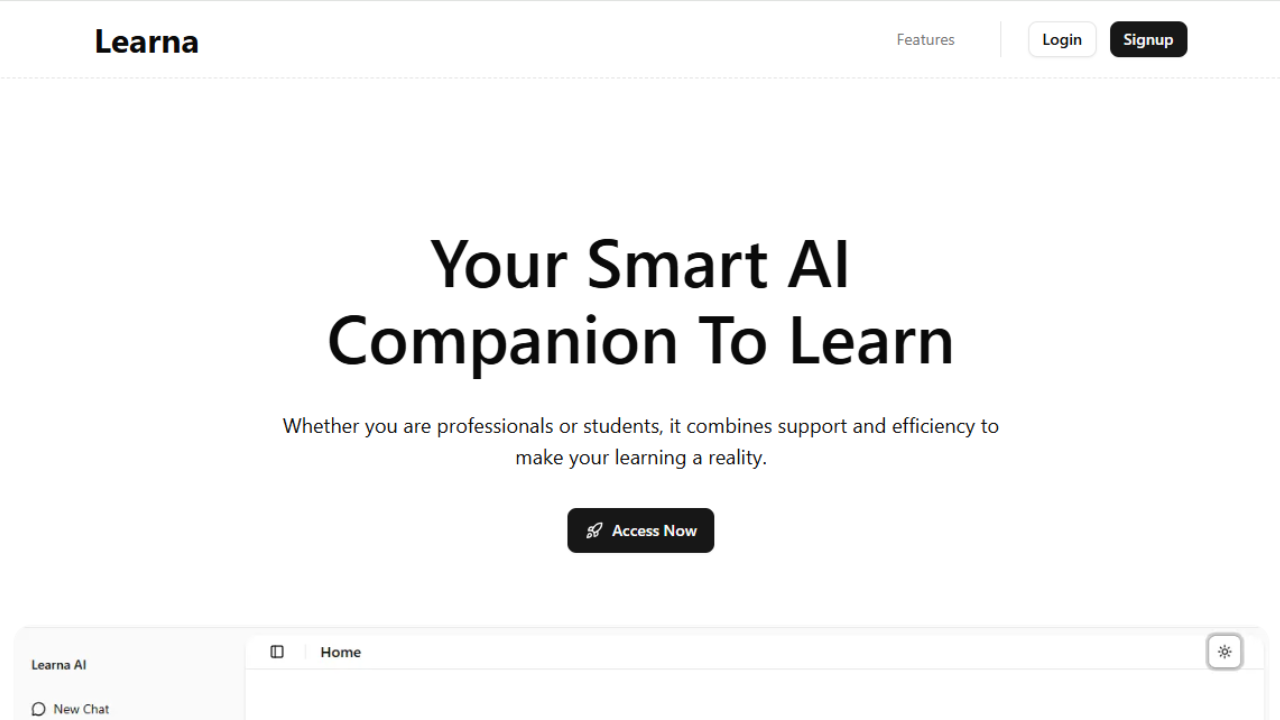 Learna
Features
Login
Signup
Your Smart AI
Companion To Learn
Whether you are professionals or students, it combines support and efficiency to
make your learning a reality.
Access Now
Learna AI
Home
New Chat